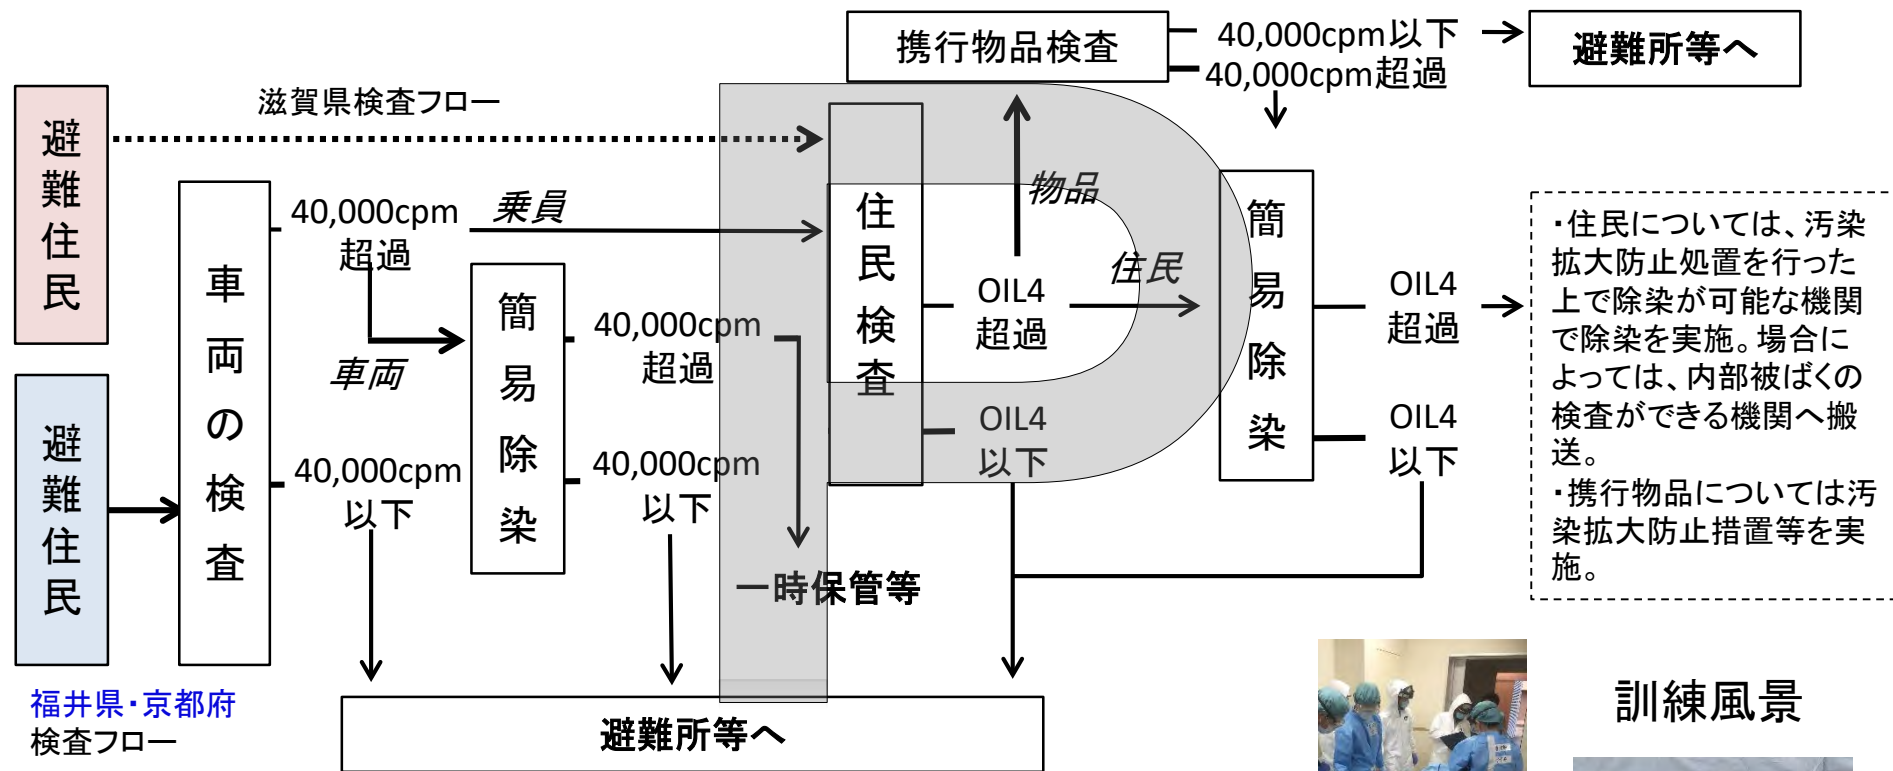 携行物品検査
40,000cpm以下
40,000cpm超過
避難所等へ
滋賀県検査フロー
避難住民
車両の検査
40,000cpm
超過
乗員
車両
40,000cpm
以下
簡易除染
40,000cpm
超過
40,000cpm
以下
一時保管等
住民検査
物品
OIL4
超過
住民
OIL4
以下
簡易除染
OIL4
超過
OIL4
以下
・住民については、汚染
拡大防止処置を行った
上で除染が可能な機関
で除染を実施。場合に
よっては、内部被ばくの
検査ができる機関へ搬
送。
・携行物品については汚
染拡大防止措置等を実
施。
避難住民
福井県・京都府
検査フロー
避難所等へ
訓練風景
P